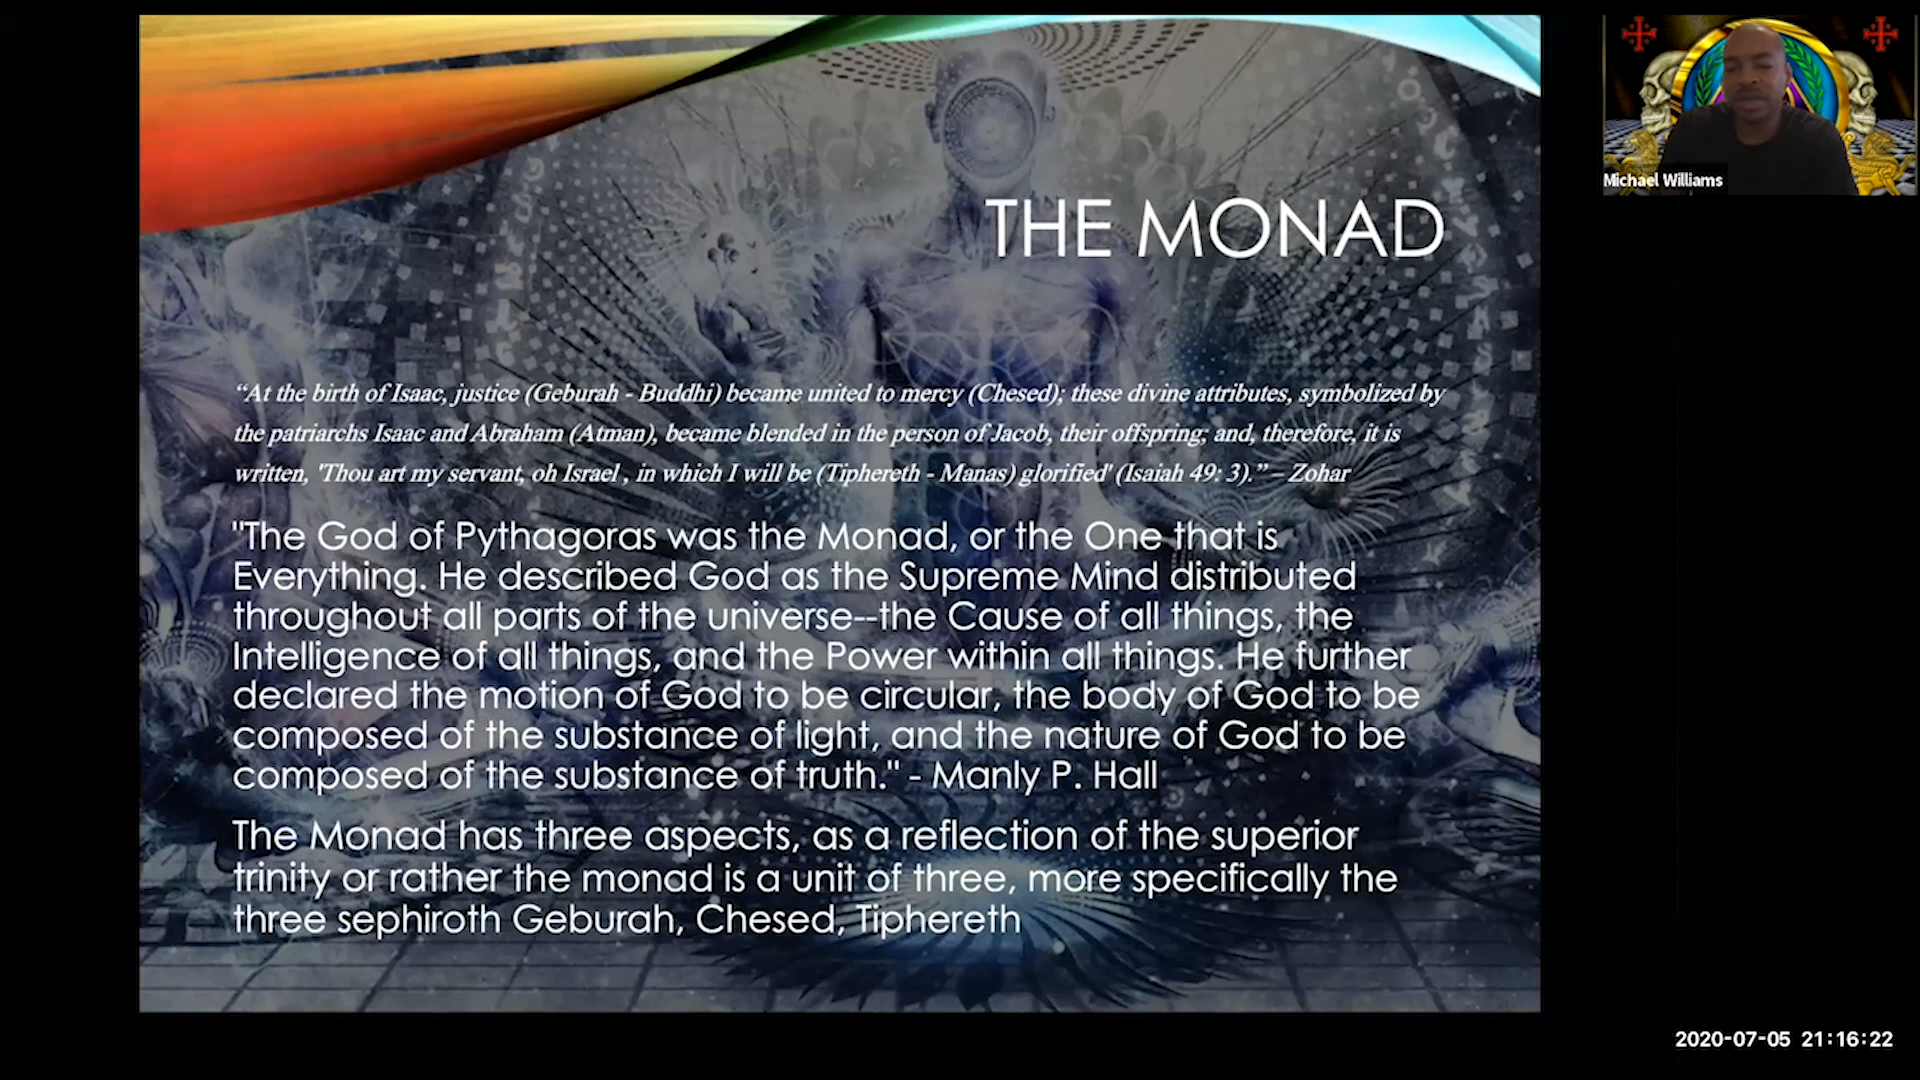 THE MONAD
“At the birth of Isaac, justice (Geburah - Buddhi) became united to mercy (Chesed); these divine attributes, symbolized by
the patriarchs Isaac and Abraham (Atman), became blended in the person of Jacob, their offspring; and, therefore, it is
written, 'Thou art my servant, oh Israel , in which I will be (Tiphereth - Manas) glorified' (Isaiah 49: 3).” – Zohar
"The God of Pythagoras was the Monad, or the One that is
Everything. He described God as the Supreme Mind distributed
throughout all parts of the universe--the Cause of all things, the
Intelligence of all things, and the Power within all things. He further
declared the motion of God to be circular, the body of God to be
composed of the substance of light, and the nature of God to be
composed of the substance of truth." - Manly P. Hall
The Monad has three aspects, as a reflection of the superior
trinity or rather the monad is a unit of three, more specifically the
three sephiroth Geburah, Chesed, Tiphereth
Michael Williams
2020-07-05 21:16:22